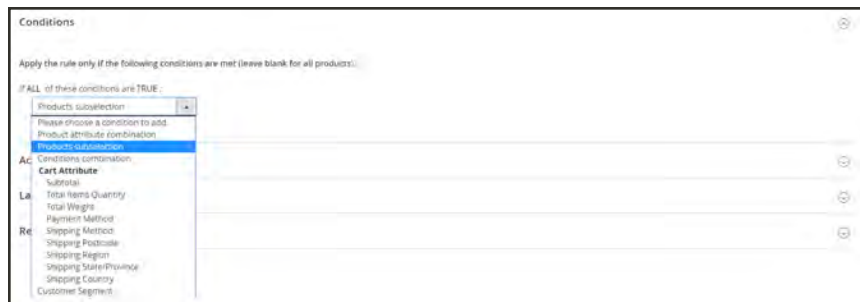 Conditions
Apply the rule only if the following conditions are met (leave blank for all products).
If ALL of these conditions are TRUE :
Products subselection
Please choose a condition to add.
Product attribute combination
Products subselection
Conditions combination
Cart Attribute
Subtotal
Total Items Quantity
Total Weight
Payment Method
Shipping Method
Shipping Postcode
Shipping Region
Shipping State/Province
Shipping Country
Customer Segment
Ac
La
Re